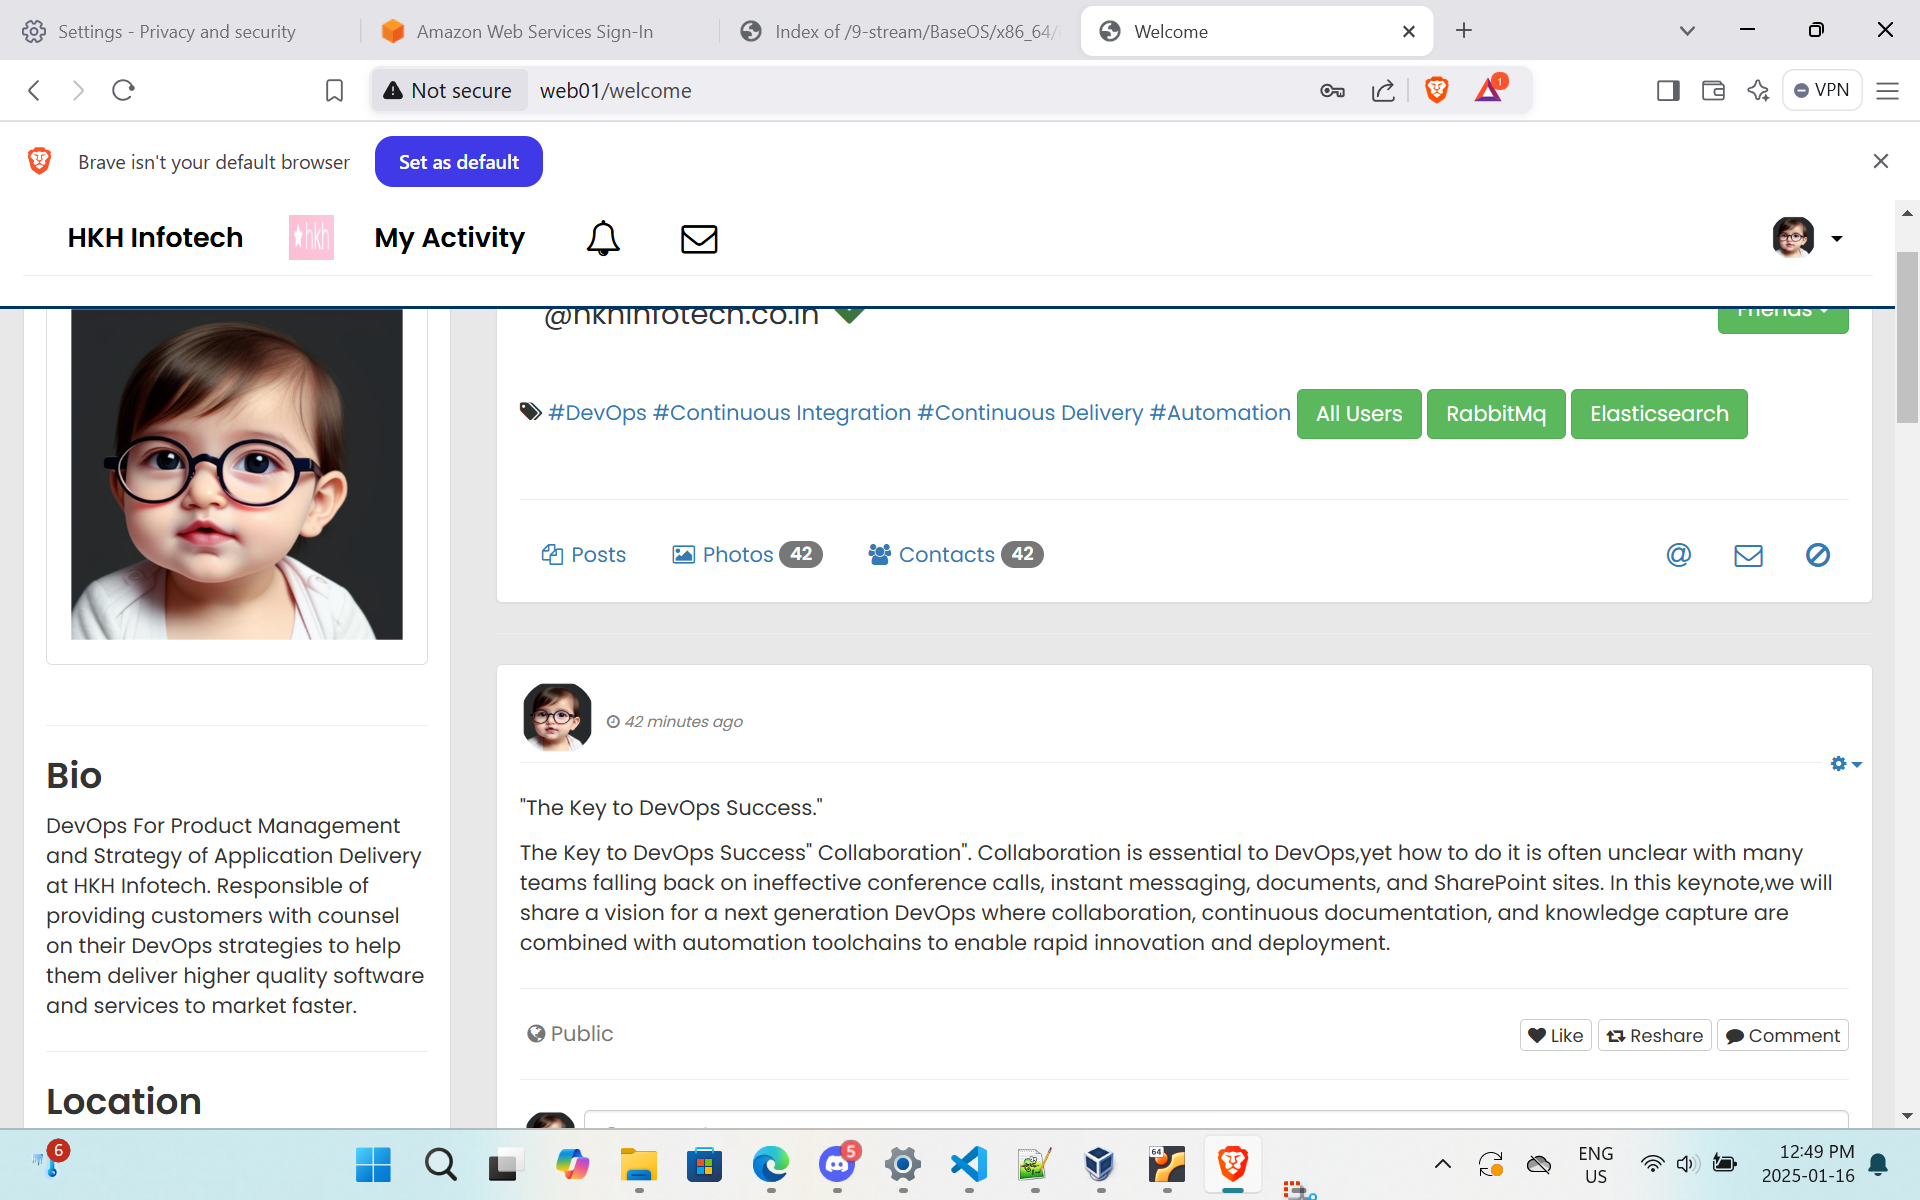 Settings - Privacy and security
Amazon Web Services Sign-In
Index of /9-stream/BaseOS/x86_64/
Welcome
Not secure
web01/welcome
1
VPN
Brave isn't your default browser
Set as default
HKH Infotech
hkh
My Activity
@hkhinfotech.co.in
Friends
#DevOps #Continuous Integration #Continuous Delivery #Automation
All Users
RabbitMq
Elasticsearch
Posts
Photos 42
Contacts 42
@
42 minutes ago
Bio
DevOps For Product Management
and Strategy of Application Delivery
at HKH Infotech. Responsible of
providing customers with counsel
on their DevOps strategies to help
them deliver higher quality software
and services to market faster.
Location
"The Key to DevOps Success."
The Key to DevOps Success" Collaboration". Collaboration is essential to DevOps,yet how to do it is often unclear with many
teams falling back on ineffective conference calls, instant messaging, documents, and SharePoint sites. In this keynote,we will
share a vision for a next generation DevOps where collaboration, continuous documentation, and knowledge capture are
combined with automation toolchains to enable rapid innovation and deployment.
Public
Like
Reshare
Comment
6
5
64
ENG
US
12:49 PM
2025-01-16